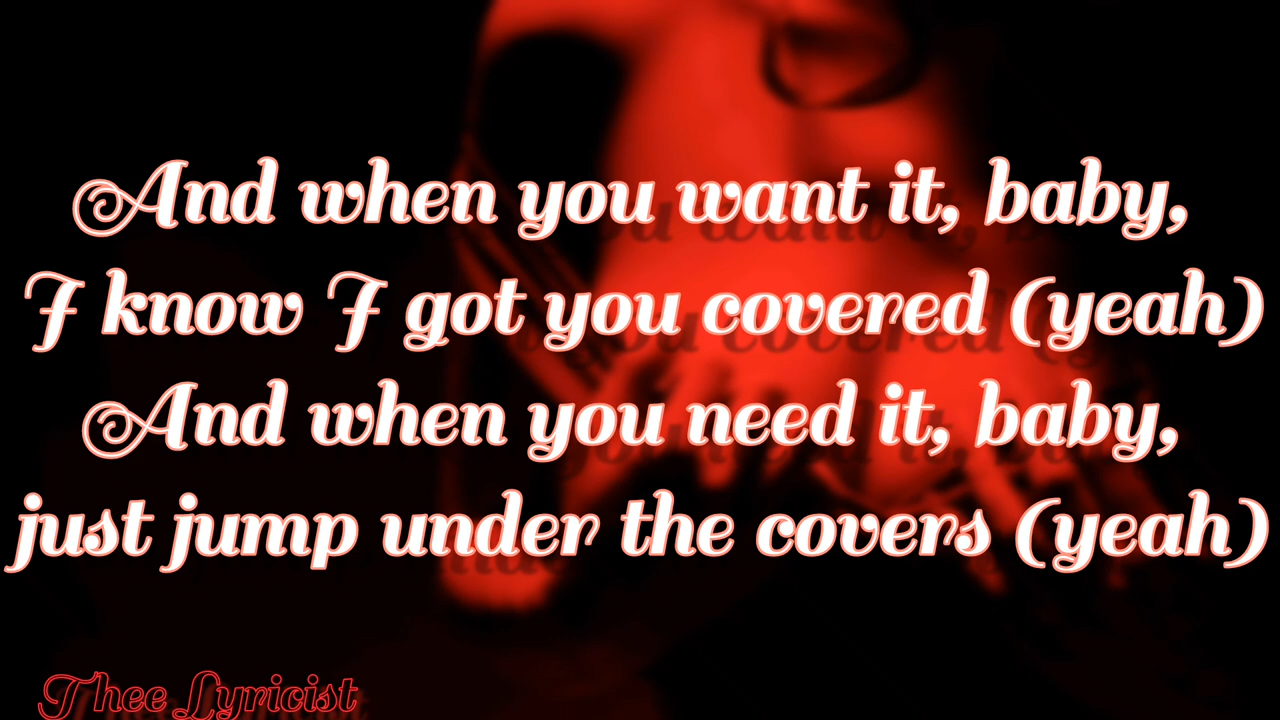 And when you want it, baby,
I know I got you covered (yeah)
And when you need it, baby,
just jump under the covers (yeah)
Thee Lyricist